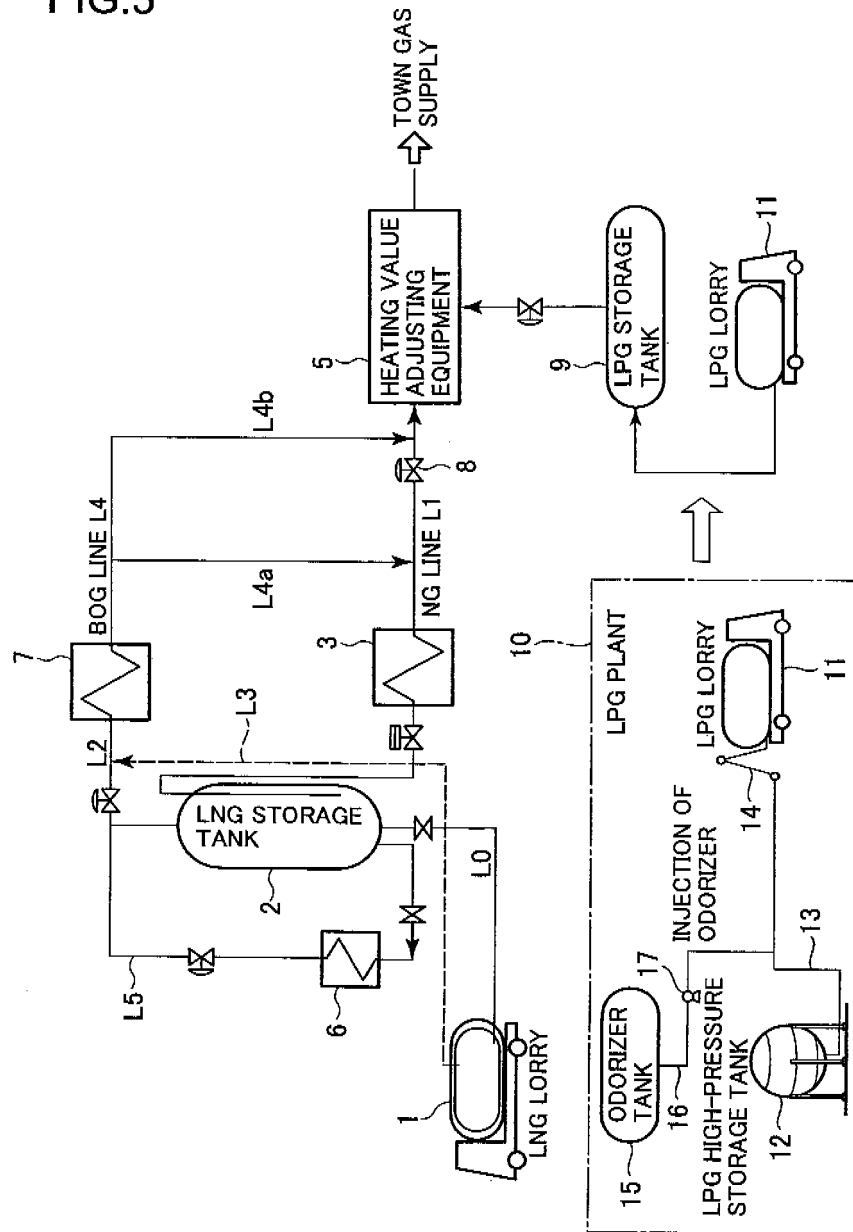 7
BOG LINE L4
L4b
L4a
L2
L3
L5
6
LNG STORAGE
TANK
2
3
NG LINE L1
8
5
HEATING VALUE
ADJUSTING
EQUIPMENT
TOWN GAS
SUPPLY
L0
1
LNG LORRY
9
LPG STORAGE
TANK
LPG LORRY
11
10
LPG PLANT
ODORIZER
TANK
15
16
17
INJECTION OF
ODORIZER
14
LPG LORRY
11
LPG HIGH-PRESSURE
STORAGE TANK
12
13